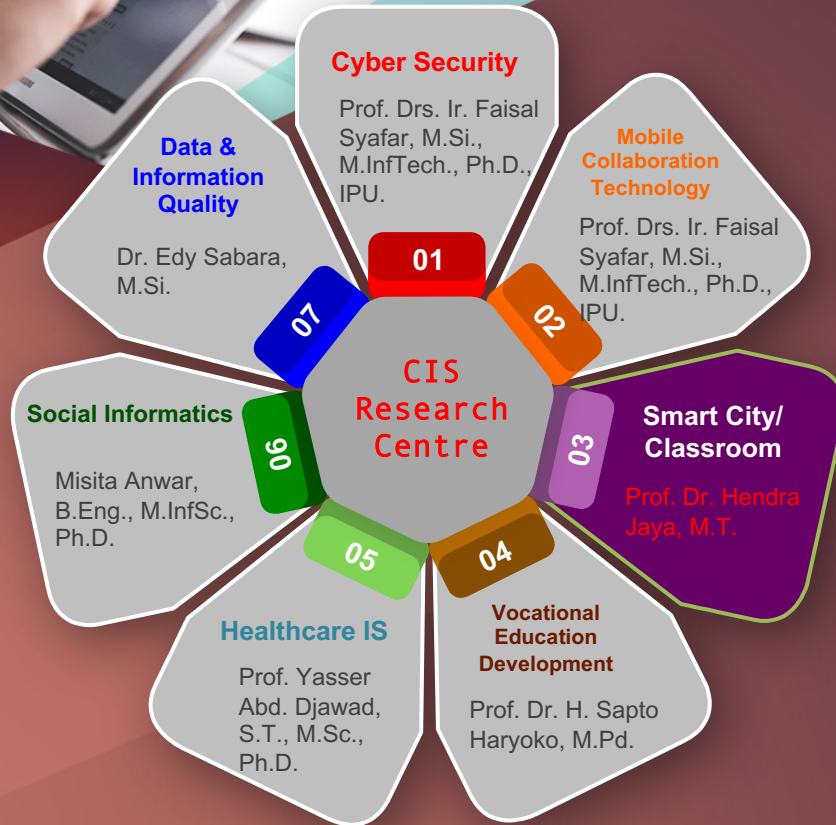 Cyber Security
Prof. Drs. Ir. Faisal
Syafar, M.Si.,
M.InfTech., Ph.D.,
IPU.
01
Mobile
Collaboration
Technology
Prof. Drs. Ir. Faisal
Syafar, M.Si.,
M.InfTech., Ph.D.,
IPU.
02
Smart City/
Classroom
Prof. Dr. Hendra
Jaya, M.T.
03
Vocational
Education
Development
Prof. Dr. H. Sapto
Haryoko, M.Pd.
04
Healthcare IS
Prof. Yasser
Abd. Djawad,
S.T., M.Sc.,
Ph.D.
05
Social Informatics
Misita Anwar,
B.Eng., M.InfSc.,
Ph.D.
06
Data &
Information
Quality
Dr. Edy Sabara,
M.Si.
07
CIS
Research
Centre